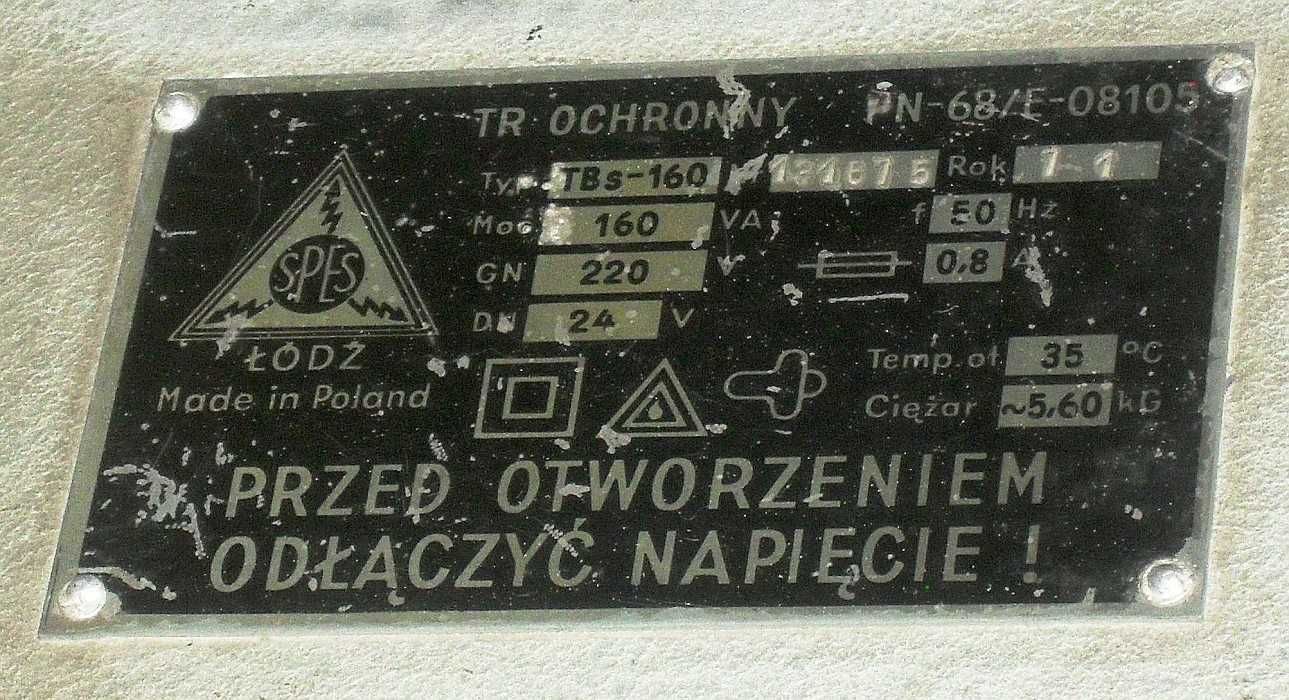 TR OCHRONNY PN-68/E-08105
Typ TBs-160 Rok
Moc 160 VA f 50 Hz
GN 220 V 0,8 A
DN 24 V
SPES
ŁÓDŹ
Made in Poland
Temp. ot 35 °C
Ciężar ~5,60 kG
PRZED OTWORZENIEM
ODŁACZYĆ NAPIĘCIE !